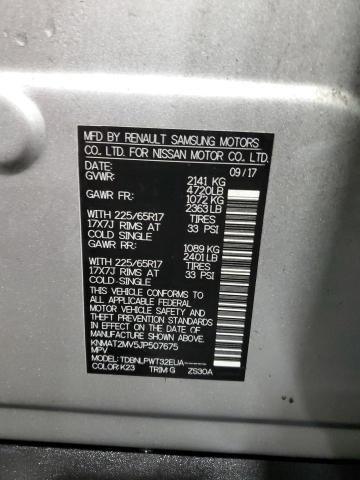 MFD BY RENAULT SAMSUNG MOTORS
CO. LTD. FOR NISSAN MOTOR CO. LTD.
DATE: 09/17
GVWR: 2141 KG
4720LB
GAWR FR: 1072 KG
2363 LB
WITH 225/65R17 TIRES
17X7J RIMS AT 33 PSI
COLD SINGLE
GAWR RR: 1089 KG
2401 LB
WITH 225/65R17 TIRES
17X7J RIMS AT 33 PSI
COLD-SINGLE
THIS VEHICLE CONFORMS TO ALL
APPLICABLE FEDERAL
MOTOR VEHICLE SAFETY STANDARDS
IN EFFECT ON THE DATE OF
MANUFACTURE SHOWN ABOVE.
KNMAT2MV5JP507675
MPV
MODEL: TDBNLPWT32EUA------
COLOR: K23 TRIM G ZS30A